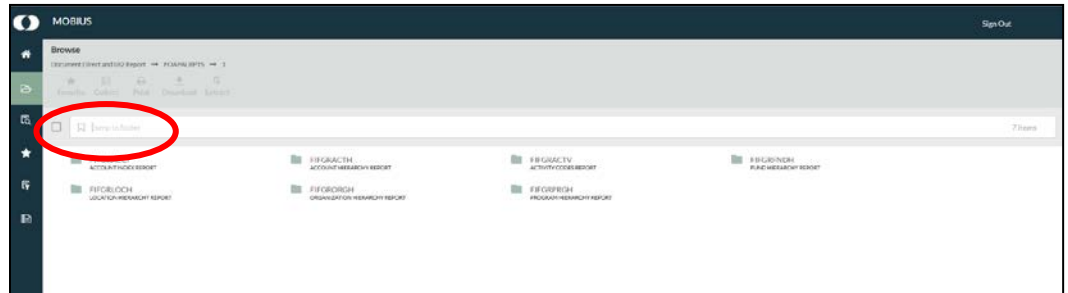 MOBIUS
Sign Out
Browse
Document Direct and DD Report → → 1
Favorite Collect Print Download Extract
Jump to folder
7 Items
FIFGRACTH
FIFGRACTV
FIFGRFNDH
ACCOUNT INDEX REPORT
ACCOUNT HIERARCHY REPORT
ACTIVITY CODES REPORT
FUND HIERARCHY REPORT
FIFGRLOCH
FIFGRORGH
FIFGRPRGH
LOCATION HIERARCHY REPORT
ORGANIZATION HIERARCHY REPORT
PROGRAM HIERARCHY REPORT